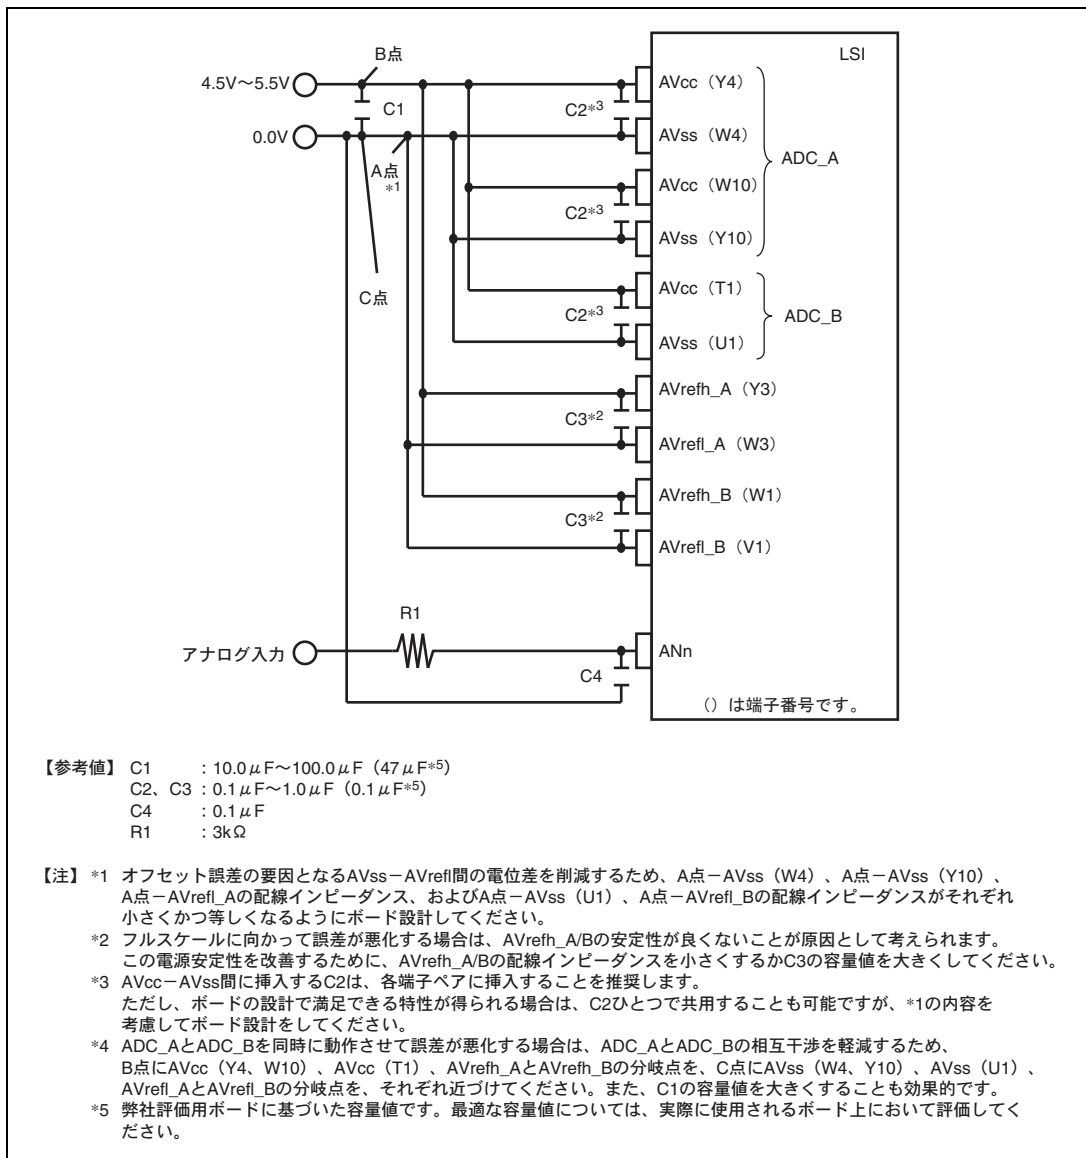 B点
LSI
4.5V～5.5V
C1
C2*3
AVcc（Y4）
0.0V
AVss（W4）
A点
*1
ADC_A
C2*3
AVcc（W10）
AVss（Y10）
C点
C2*3
AVcc（T1）
ADC_B
AVss（U1）
C3*2
AVrefh_A（Y3）
AVrefl_A（W3）
C3*2
AVrefh_B（W1）
AVrefl_B（V1）
R1
アナログ入力
ANn
C4
（）は端子番号です。
【参考値】 C1 : 10.0μF～100.0μF（47μF*5）
C2、C3 : 0.1μF～1.0μF（0.1μF*5）
C4 : 0.1μF
R1 : 3kΩ
【注】 *1 オフセット誤差の要因となるAVss－AVrefl間の電位差を削減するため、A点－AVss（W4）、A点－AVss（Y10）、
A点－AVrefl_Aの配線インピーダンス、およびA点－AVss（U1）、A点－AVrefl_Bの配線インピーダンスがそれぞれ
小さくかつ等しくなるようにボード設計してください。
*2 フルスケールに向かって誤差が悪化する場合は、AVrefh_A/Bの安定性が良くないことが原因として考えられます。
この電源安定性を改善するために、AVrefh_A/Bの配線インピーダンスを小さくするかC3の容量値を大きくしてください。
*3 AVcc－AVss間に挿入するC2は、各端子ペアに挿入することを推奨します。
ただし、ボードの設計で満足できる特性が得られる場合は、C2ひとつで共用することも可能ですが、*1の内容を
考慮してボード設計をしてください。
*4 ADC_AとADC_Bを同時に動作させて誤差が悪化する場合は、ADC_AとADC_Bの相互干渉を軽減するため、
B点にAVcc（Y4、W10）、AVcc（T1）、AVrefh_AとAVrefh_Bの分岐点を、C点にAVss（W4、Y10）、AVss（U1）、
AVrefl_AとAVrefl_Bの分岐点を、それぞれ近づけてください。また、C1の容量値を大きくすることも効果的です。
*5 弊社評価用ボードに基づいた容量値です。最適な容量値については、実際に使用されるボード上において評価してく
ださい。